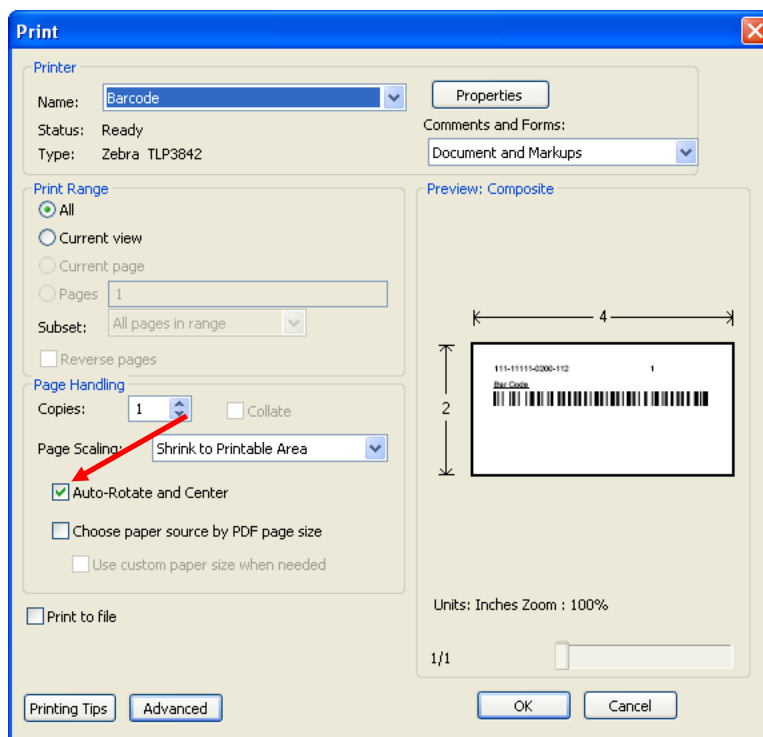 Print
Printer
Name: Barcode
Properties
Status: Ready
Comments and Forms:
Type: Zebra TLP3842
Document and Markups
Print Range
All
Current view
Current page
Pages 1
Subset: All pages in range
Reverse pages
Page Handling
Copies: 1 Collate
Page Scaling: Shrink to Printable Area
Auto-Rotate and Center
Choose paper source by PDF page size
Use custom paper size when needed
Print to file
Preview: Composite
4
2
111-11111-0200-112 1
Bar Code
Units: Inches Zoom : 100%
1/1
Printing Tips
Advanced
OK
Cancel